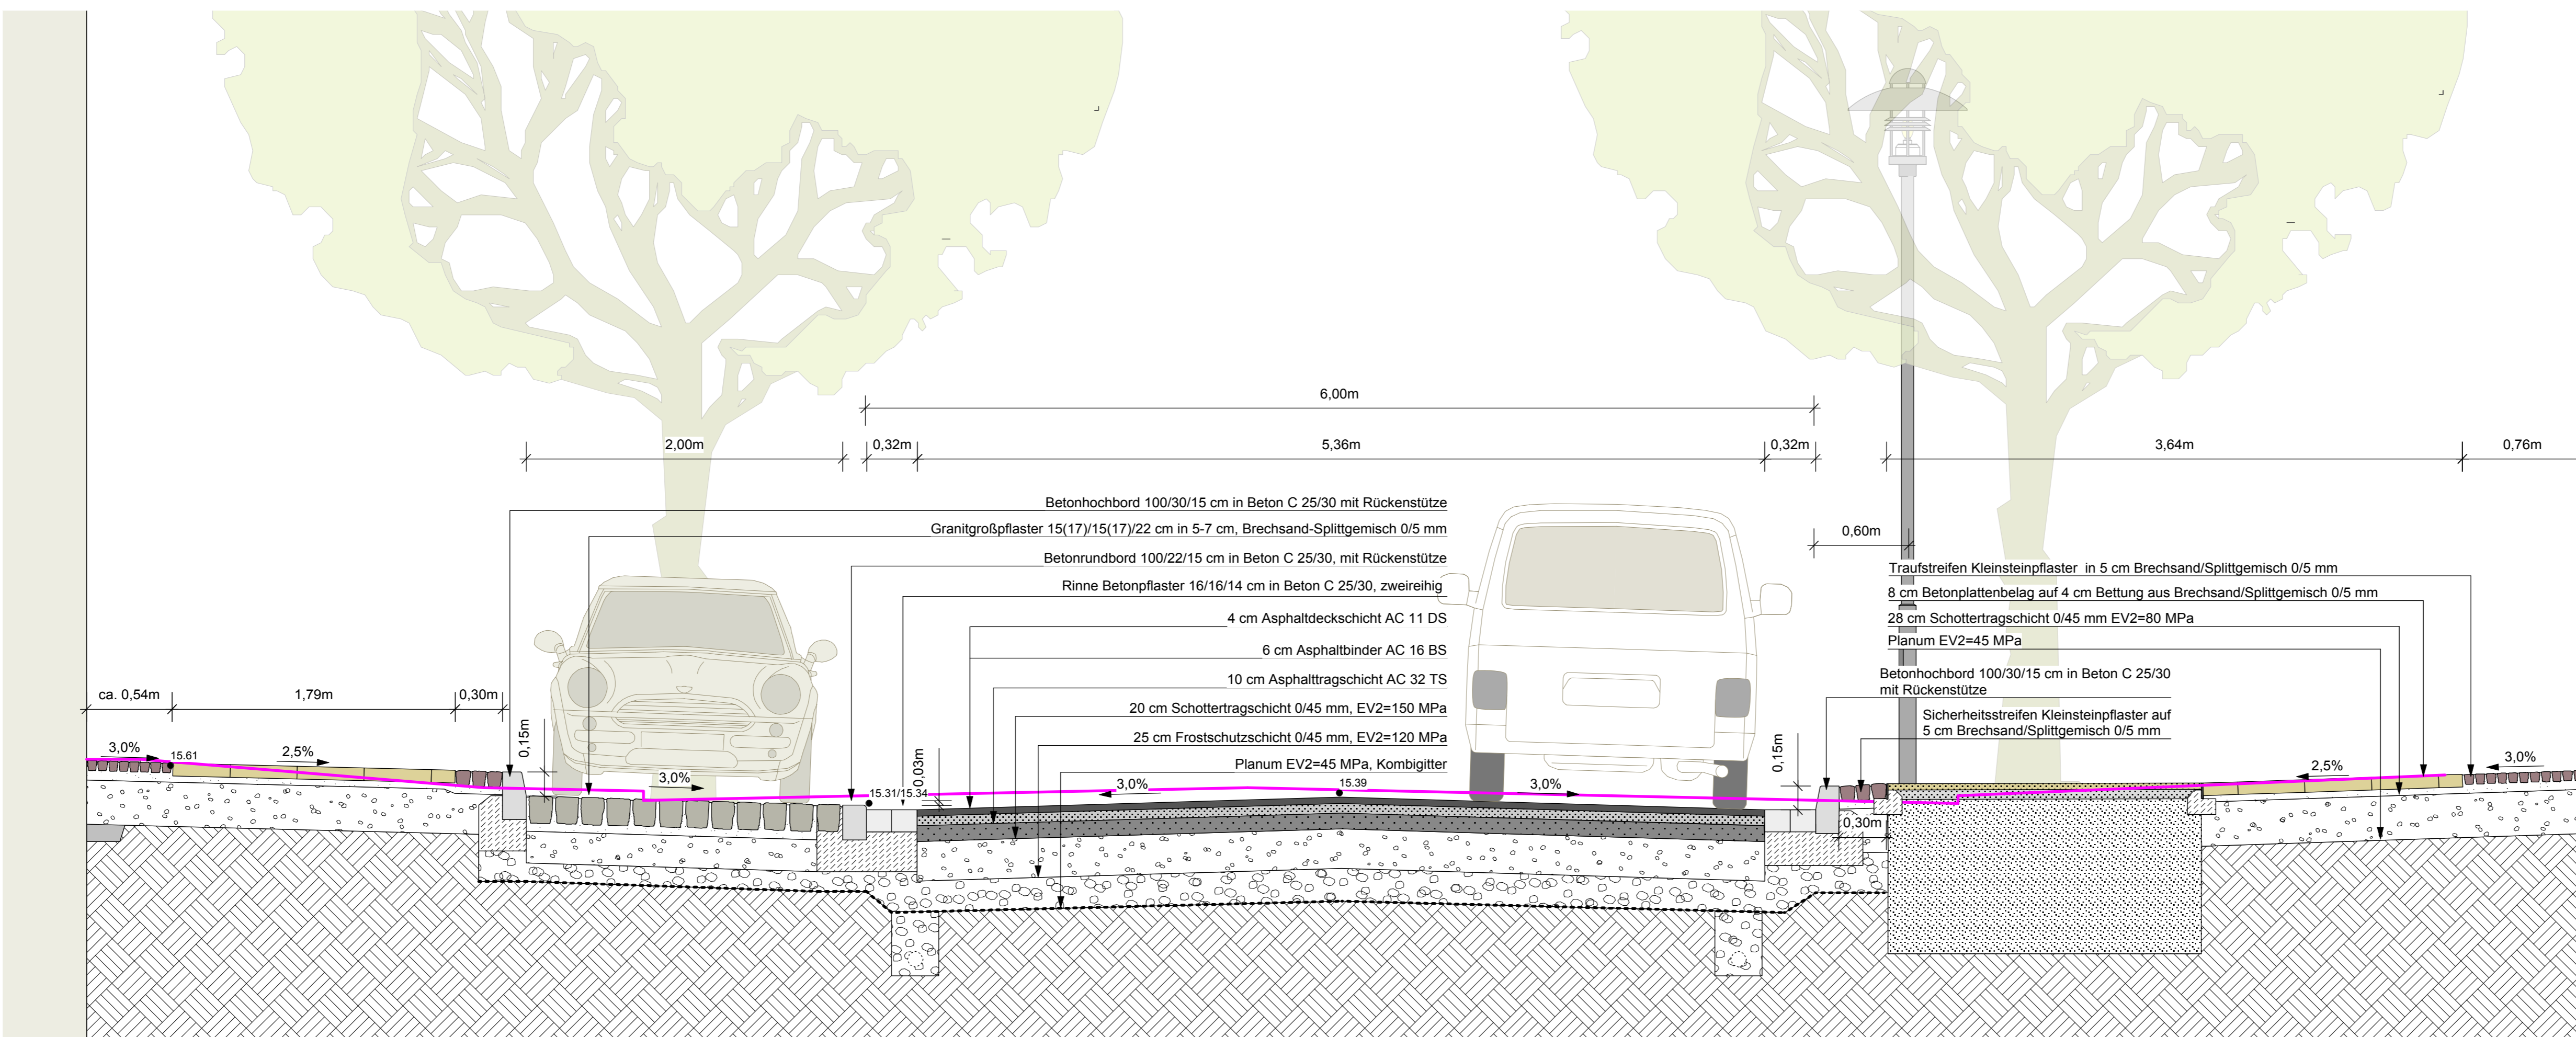 6,00m
2,00m
0,32m
5,36m
0,32m
3,64m
0,76m
Betonhochbord 100/30/15 cm in Beton C 25/30 mit Rückenstütze
Granitgroßpflaster 15(17)/15(17)/22 cm in 5-7 cm, Brechsand-Splittgemisch 0/5 mm
Betonrundbord 100/22/15 cm in Beton C 25/30, mit Rückenstütze
Rinne Betonpflaster 16/16/14 cm in Beton C 25/30, zweireihig
4 cm Asphaltdeckschicht AC 11 DS
6 cm Asphaltbinder AC 16 BS
10 cm Asphalttragschicht AC 32 TS
20 cm Schottertragschicht 0/45 mm, EV2=150 MPa
25 cm Frostschutzschicht 0/45 mm, EV2=120 MPa
Planum EV2=45 MPa, Kombigitter
0,60m
Traufstreifen Kleinsteinpflaster in 5 cm Brechsand/Splittgemisch 0/5 mm
8 cm Betonplattenbelag auf 4 cm Bettung aus Brechsand/Splittgemisch 0/5 mm
28 cm Schottertragschicht 0/45 mm EV2=80 MPa
Planum EV2=45 MPa
Betonhochbord 100/30/15 cm in Beton C 25/30
mit Rückenstütze
Sicherheitsstreifen Kleinsteinpflaster auf
5 cm Brechsand/Splittgemisch 0/5 mm
ca. 0,54m
1,79m
0,30m
0,15m
3,0%
15.61
2,5%
3,0%
15.31/15.34
0,03m
3,0%
15.39
3,0%
0,15m
0,30m
2,5%
3,0%